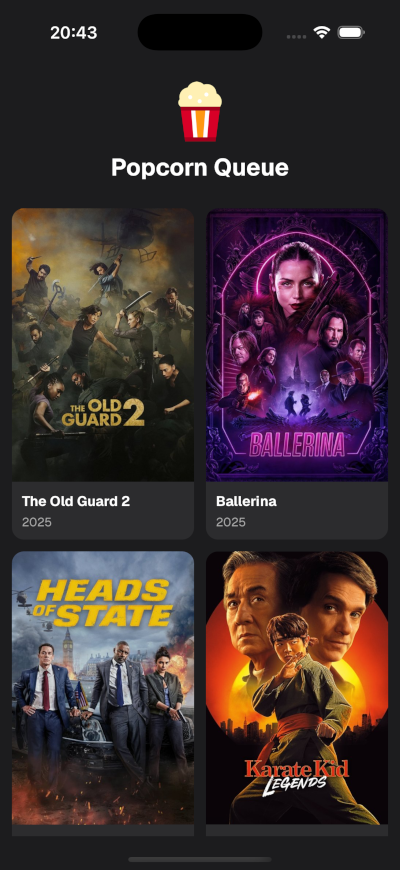 20:43
Popcorn Queue
THE OLD
GUARD 2
BALLERINA
The Old Guard 2
2025
Ballerina
2025
HEADS
OF STATE
Karate Kid
LEGENDS